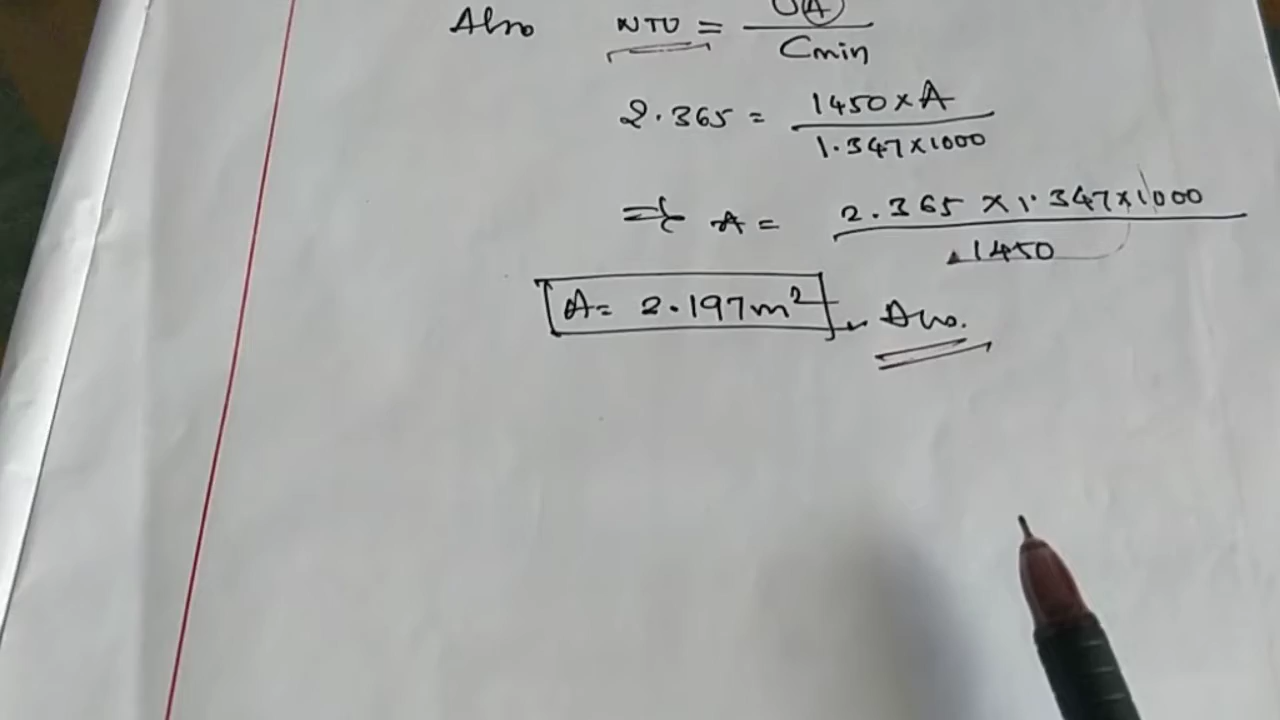 Also NTU = UA / Cmin
2.365 = 1450×A / 1.347×1000
⇒ A = 2.365 × 1.347×1000 / 1450
A = 2.197m² Ans.